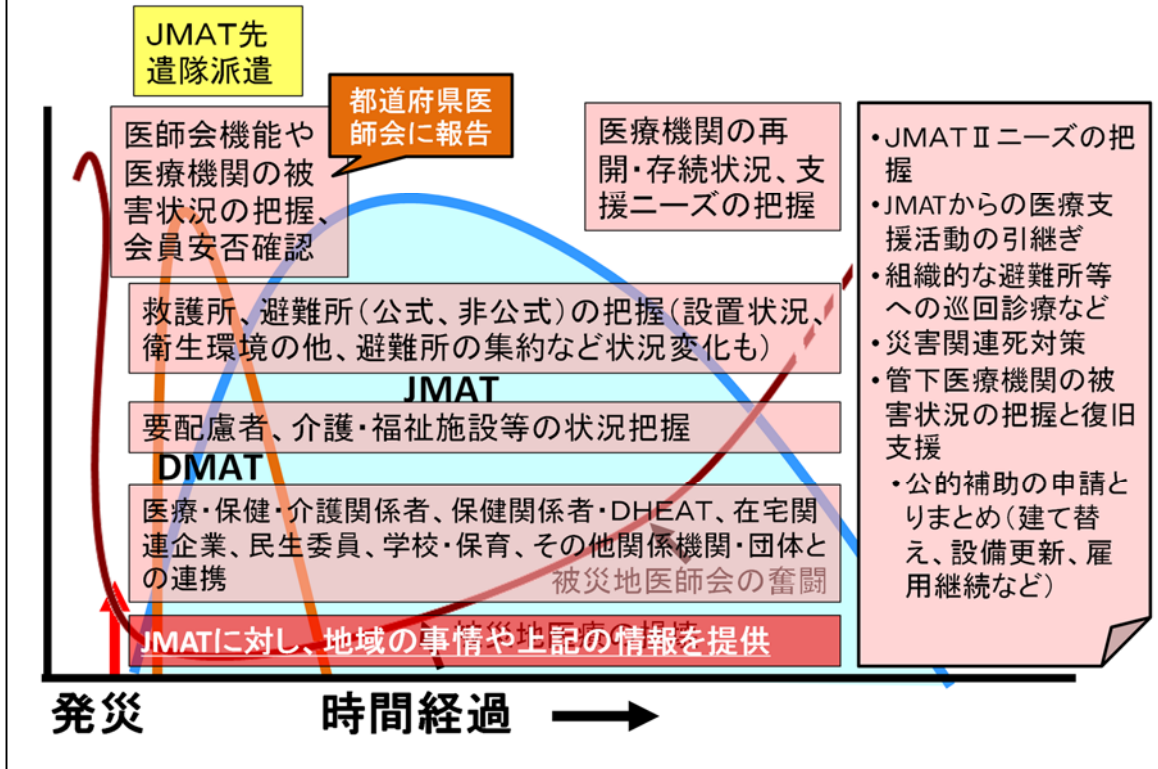 JMAT先
遣隊派遣
都道府県医
師会に報告
医師会機能や
医療機関の被
害状況の把握、
会員安否確認
医療機関の再
開・存続状況、支
援ニーズの把握
救護所、避難所(公式、非公式)の把握(設置状況、
衛生環境の他、避難所の集約など状況変化も)
JMAT
要配慮者、介護・福祉施設等の状況把握
DMAT
医療・保健・介護関係者、保健関係者・DHEAT、在宅関
連企業、民生委員、学校・保育、その他関係機関・団体と
の連携
被災地医師会の奮闘
JMATに対し、地域の事情や上記の情報を提供
発災
時間経過
・JMATⅡニーズの把
握
・JMATからの医療支
援活動の引継ぎ
・組織的な避難所等
への巡回診療など
・災害関連死対策
・管下医療機関の被
害状況の把握と復旧
支援
・公的補助の申請と
りまとめ(建て替
え、設備更新、雇
用継続など)